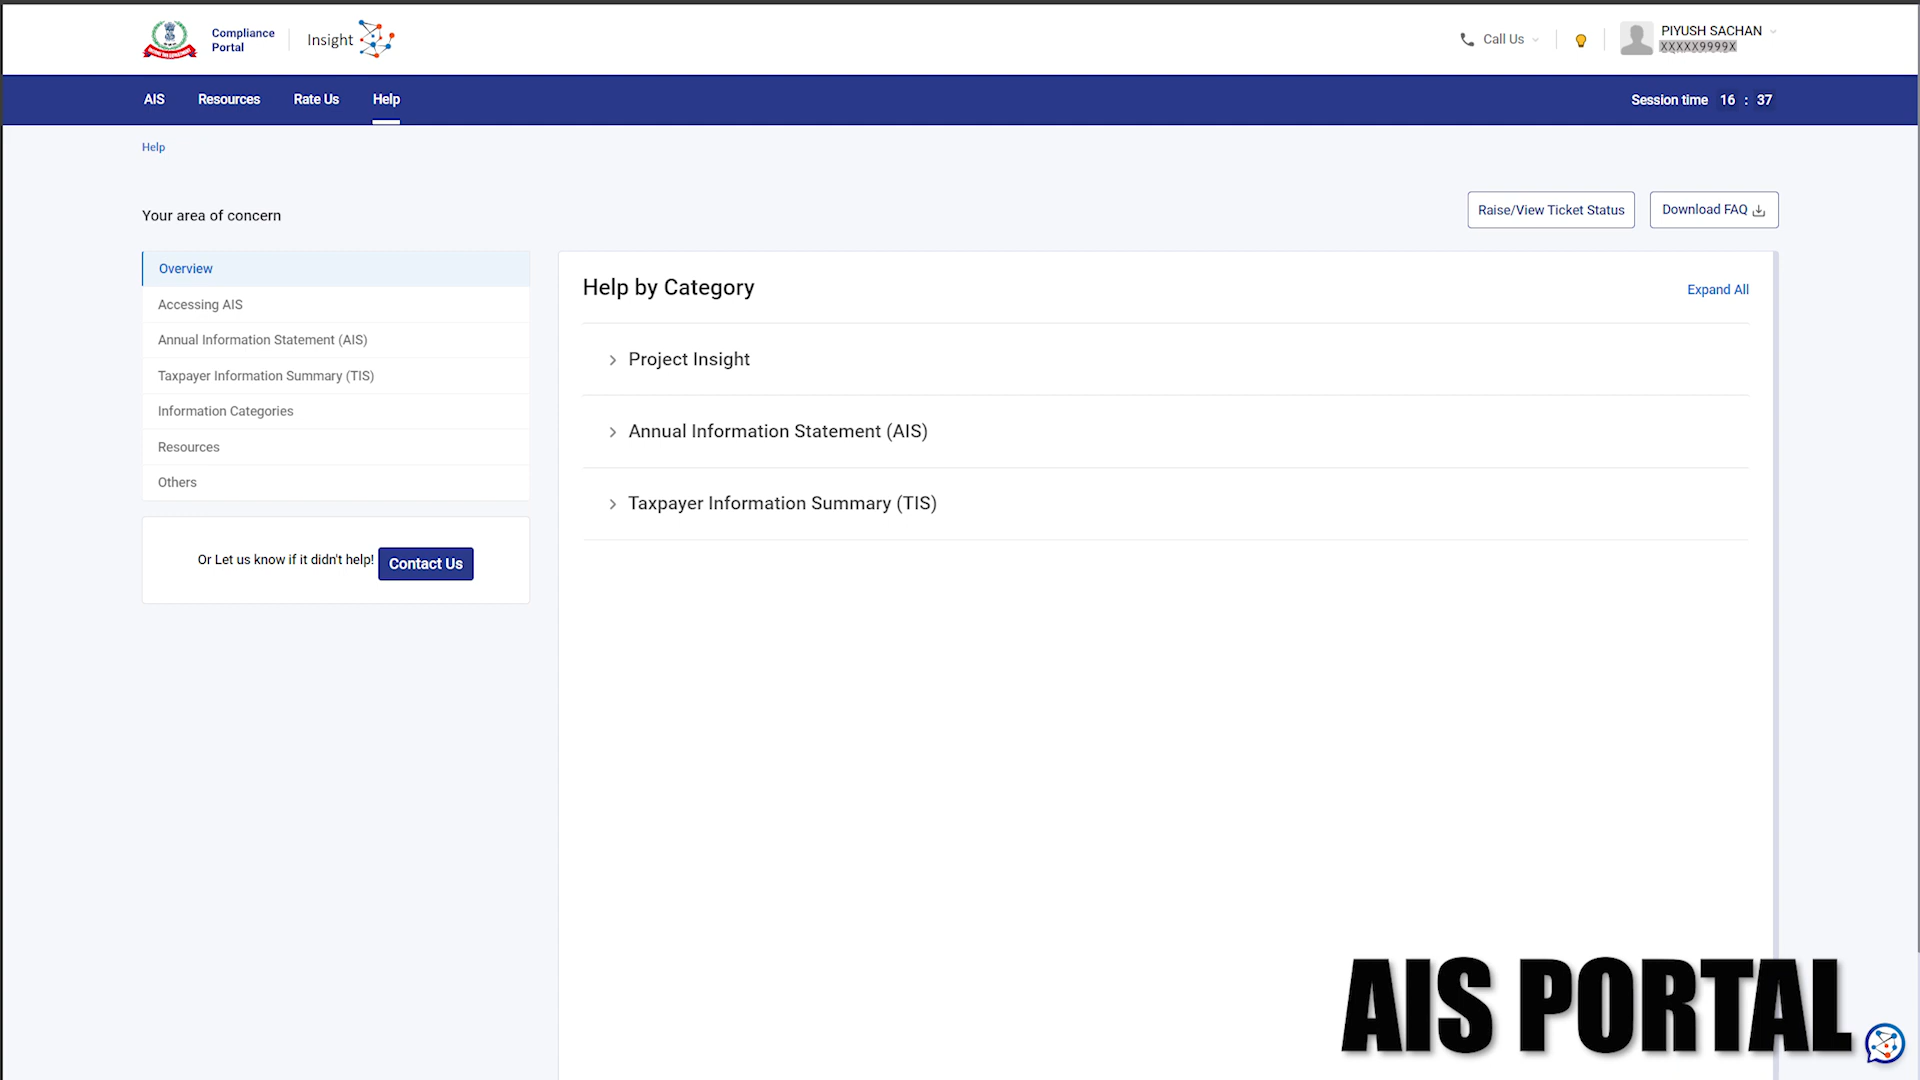 Compliance
Portal
Insight
Call Us
PIYUSH SACHAN
XXXXX9999X
AIS
Resources
Rate Us
Help
Session time 16 : 37
Help
Your area of concern
Raise/View Ticket Status
Download FAQ
Overview
Accessing AIS
Annual Information Statement (AIS)
Taxpayer Information Summary (TIS)
Information Categories
Resources
Others
Or Let us know if it didn't help!
Contact Us
Help by Category
Expand All
Project Insight
Annual Information Statement (AIS)
Taxpayer Information Summary (TIS)
AIS PORTAL